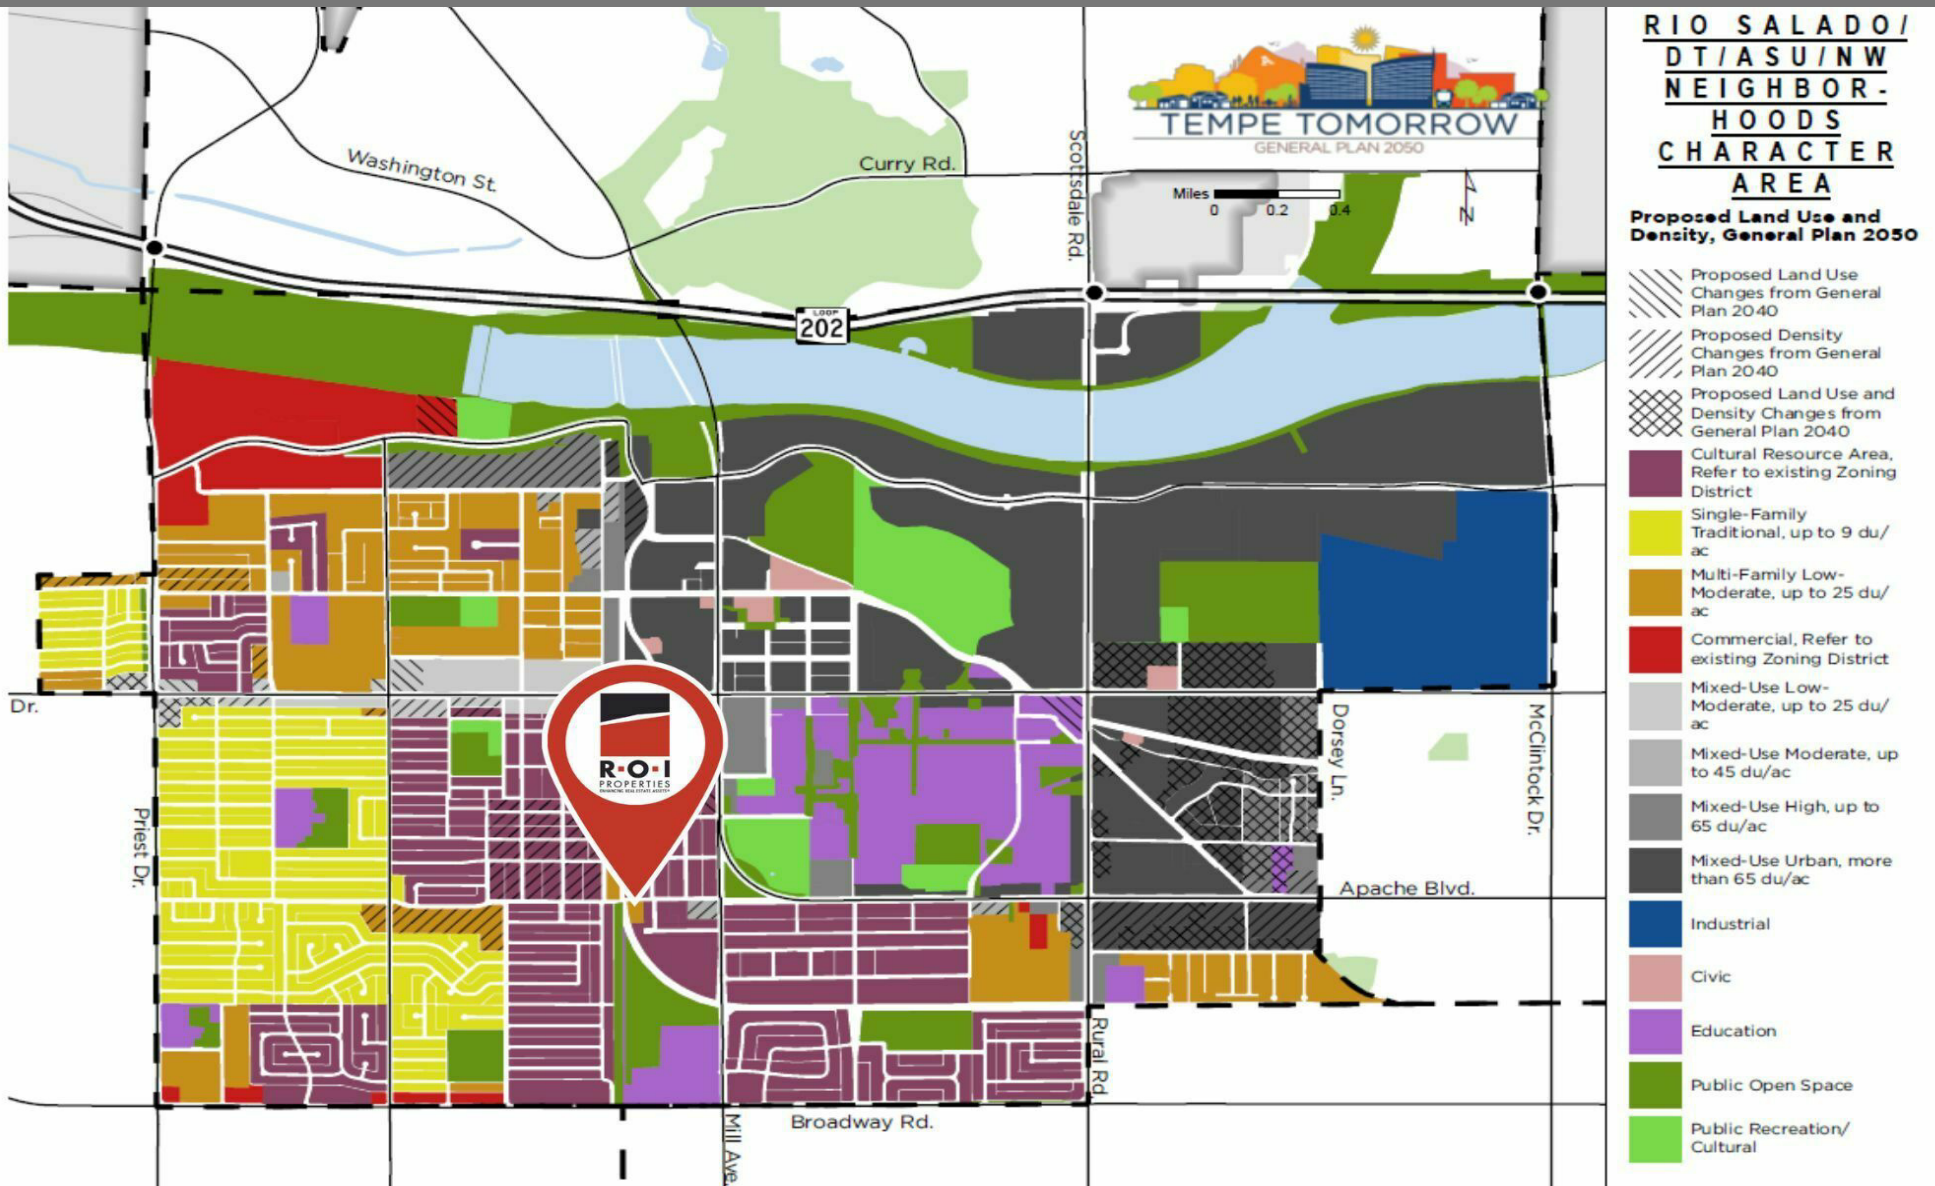 RIO SALADO/
DT/ASU/NW
NEIGHBOR-
HOODS
CHARACTER
AREA
Proposed Land Use and
Density, General Plan 2050
Proposed Land Use
Changes from General
Plan 2040
Proposed Density
Changes from General
Plan 2040
Proposed Land Use and
Density Changes from
General Plan 2040
Cultural Resource Area,
Refer to existing Zoning
District
Single-Family
Traditional, up to 9 du/
ac
Multi-Family Low-
Moderate, up to 25 du/
ac
Commercial, Refer to
existing Zoning District
Mixed-Use Low-
Moderate, up to 25 du/
ac
Mixed-Use Moderate, up
to 45 du/ac
Mixed-Use High, up to
65 du/ac
Mixed-Use Urban, more
than 65 du/ac
Industrial
Civic
Education
Public Open Space
Public Recreation/
Cultural
TEMPE TOMORROW
GENERAL PLAN 2050
Miles
0 0.2 0.4
N
Washington St.
Curry Rd.
Scottsdale Rd.
LOOP
202
Dr.
R·O·I
PROPERTIES
ENHANCING REAL ESTATE ASSETS
Priest Dr.
Dorsey Ln.
McClintock Dr.
Apache Blvd.
Rural Rd
Broadway Rd.
Mill Ave.